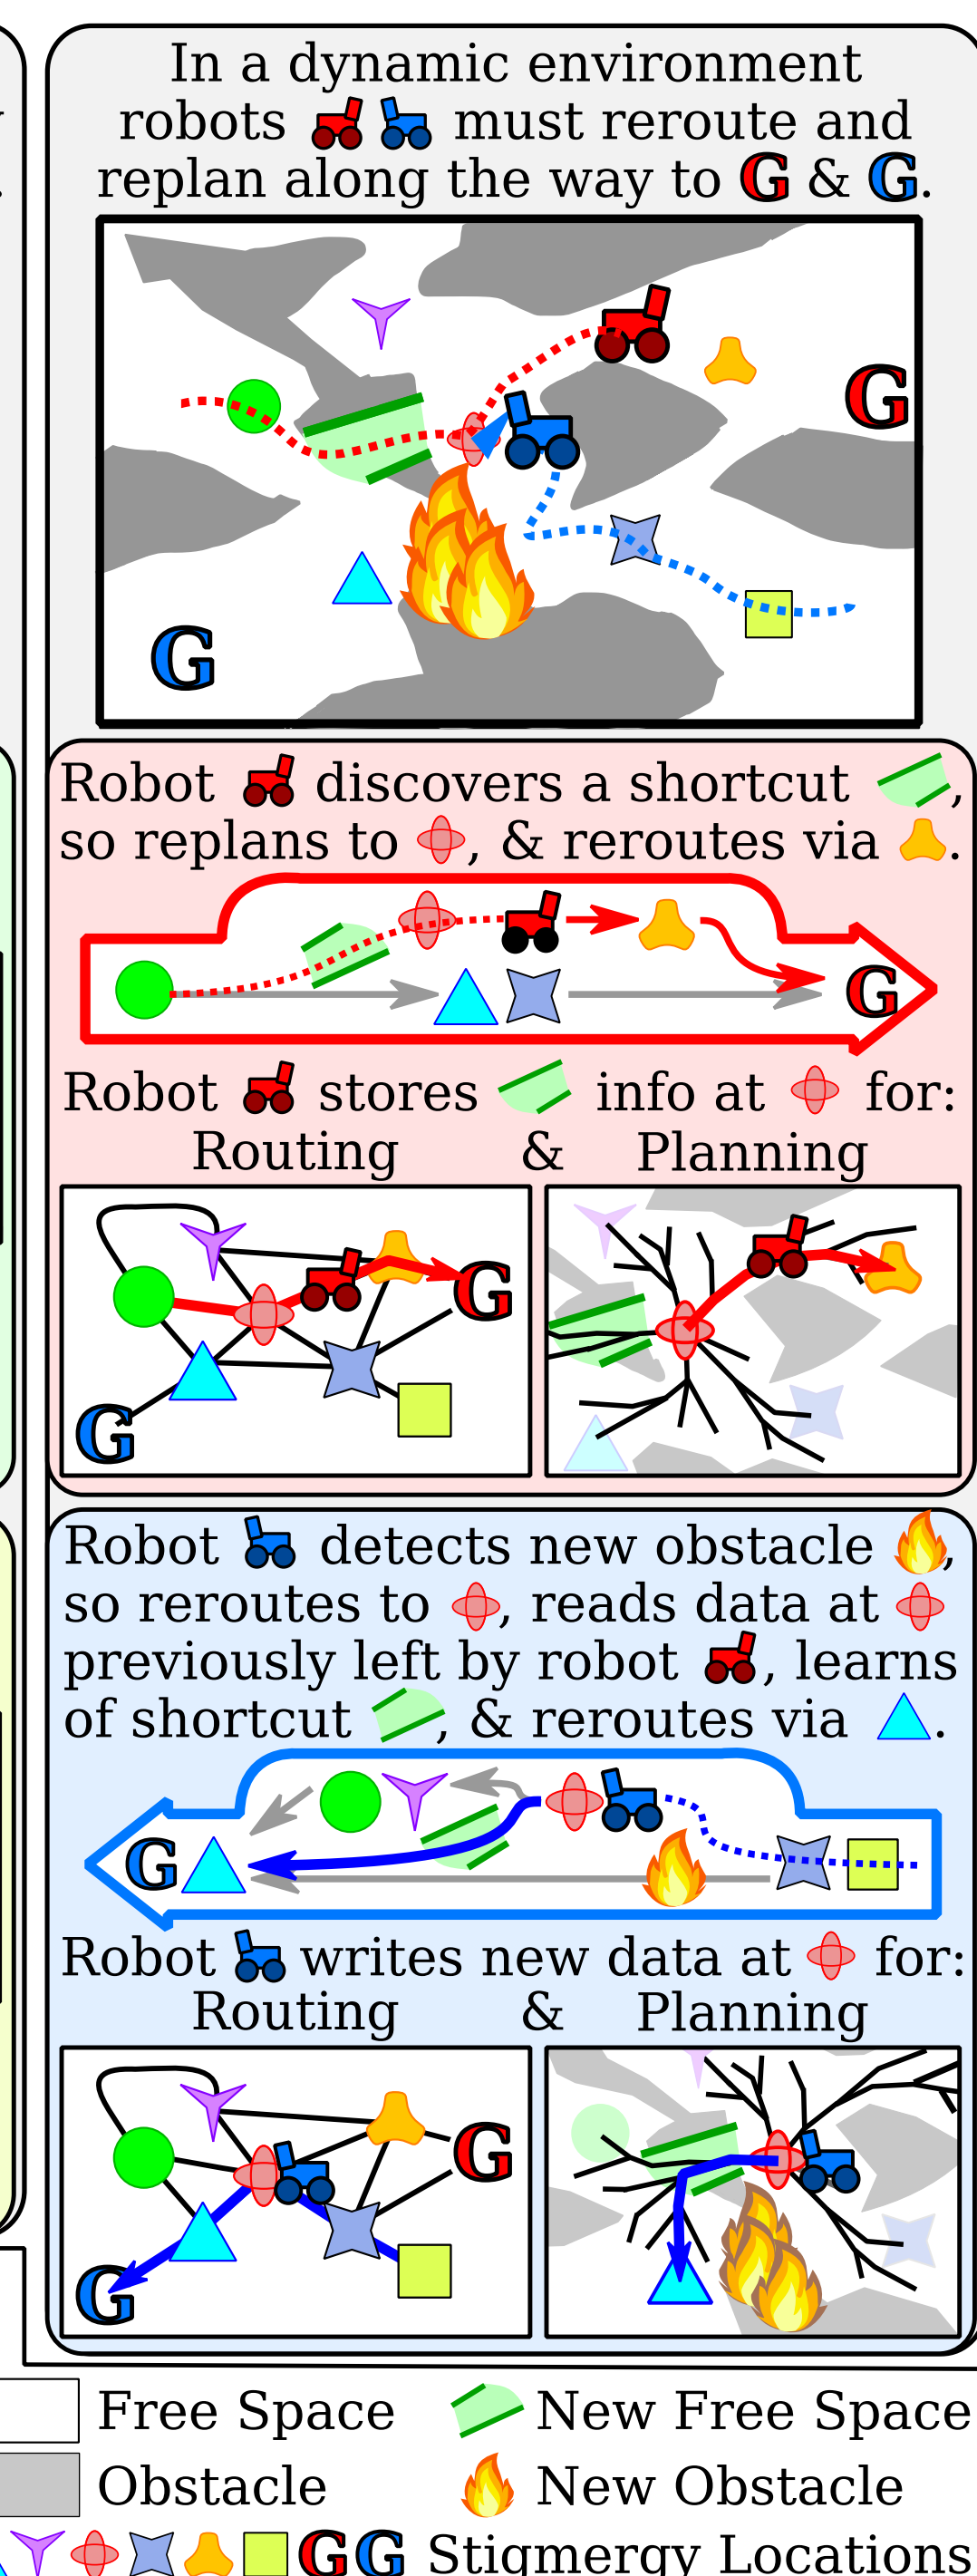 In a dynamic environment
robots must reroute and
replan along the way to G & G.
G
G
Robot discovers a shortcut ,
so replans to , & reroutes via .
G
Robot stores info at for:
Routing & Planning
G
G
Robot detects new obstacle ,
so reroutes to , reads data at
previously left by robot , learns
of shortcut , & reroutes via .
G
Robot writes new data at for:
Routing & Planning
G
G
Free Space New Free Space
Obstacle New Obstacle
G G Stigmergy Locations